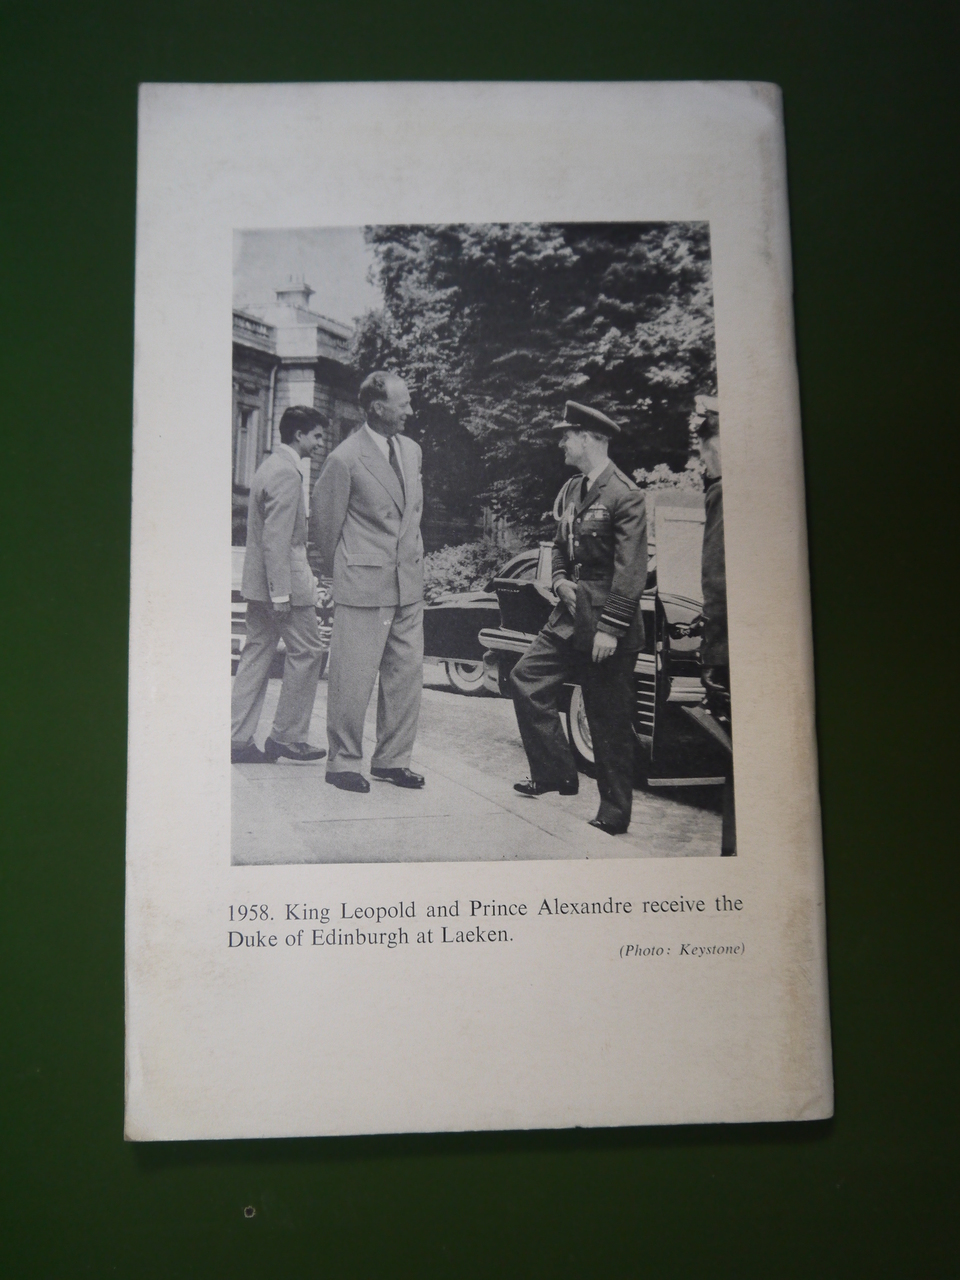 1958. King Leopold and Prince Alexandre receive the
Duke of Edinburgh at Laeken.
(Photo: Keystone)